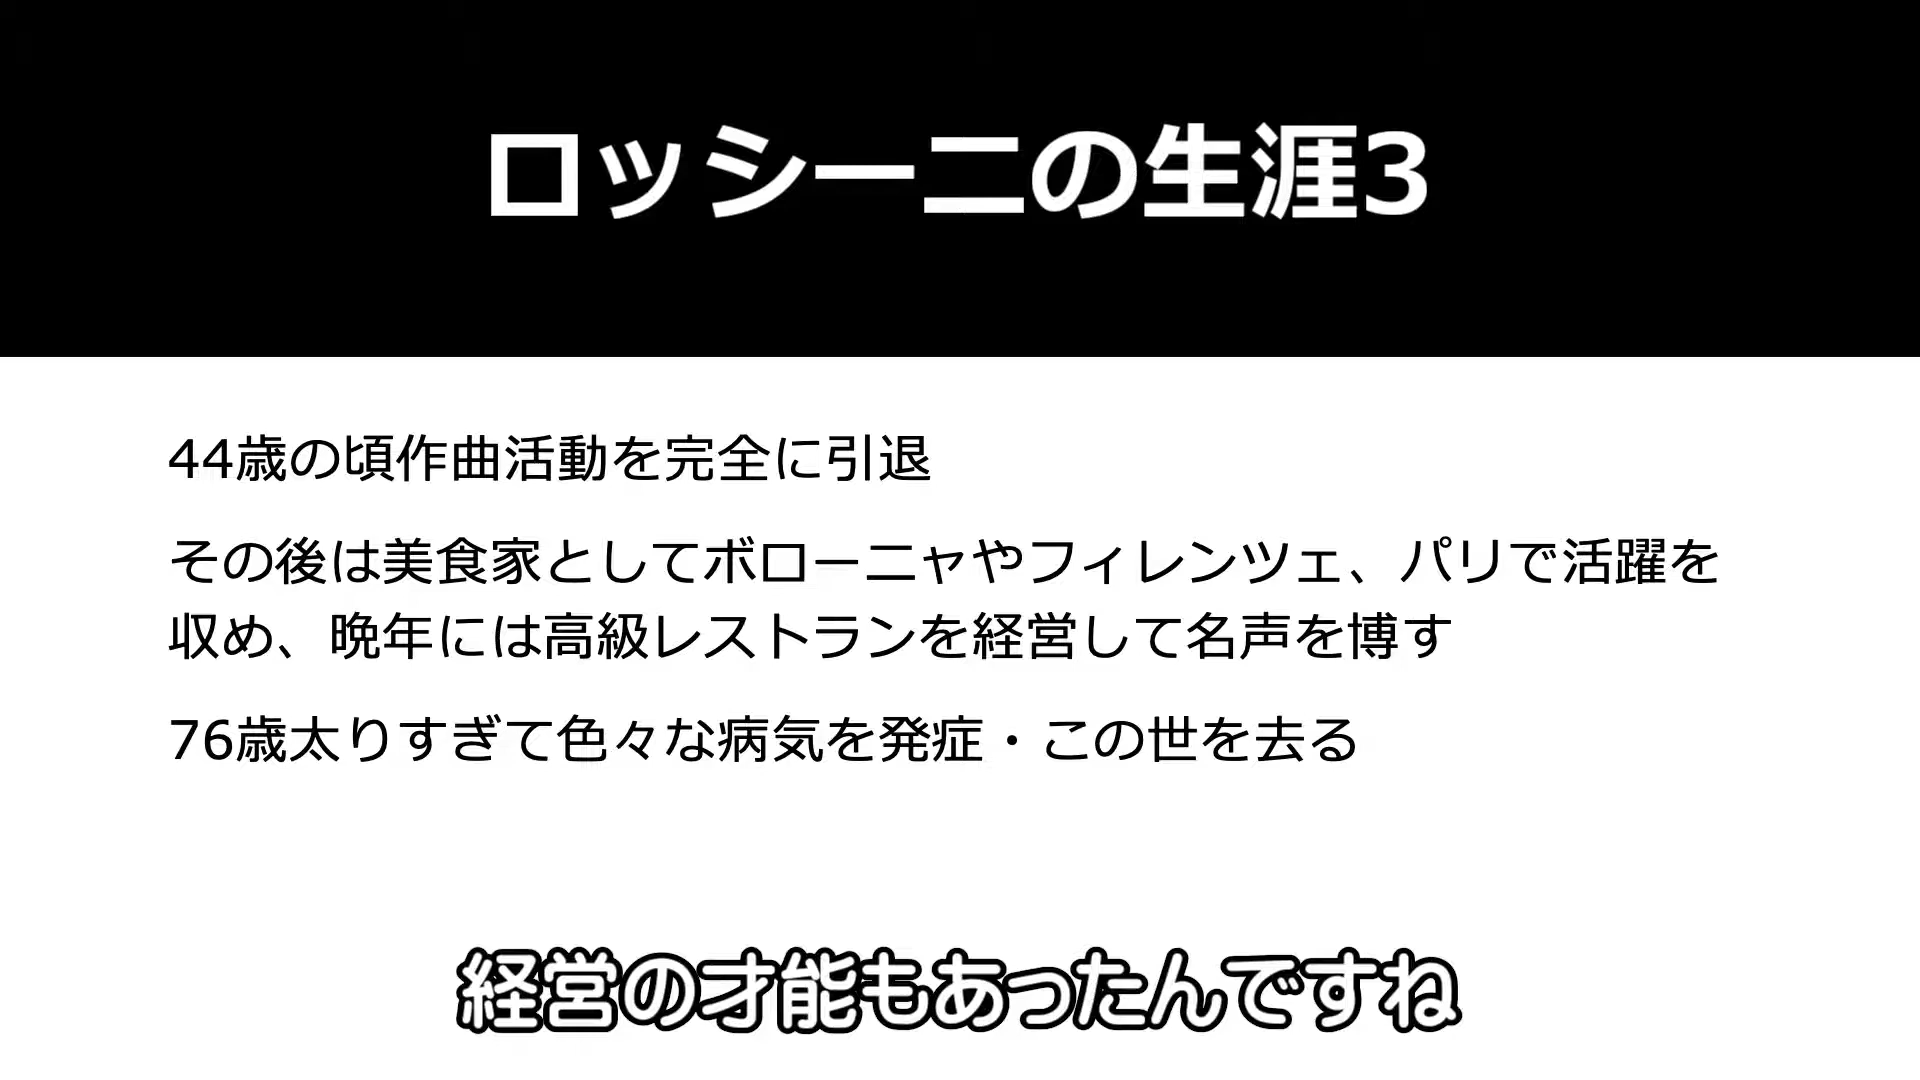 ロッシーニの生涯3
44歳の頃作曲活動を完全に引退
その後は美食家としてボローニャやフィレンツェ、パリで活躍を
収め、晩年には高級レストランを経営して名声を博す
76歳太りすぎて色々な病気を発症・この世を去る
経営の才能もあったんですね